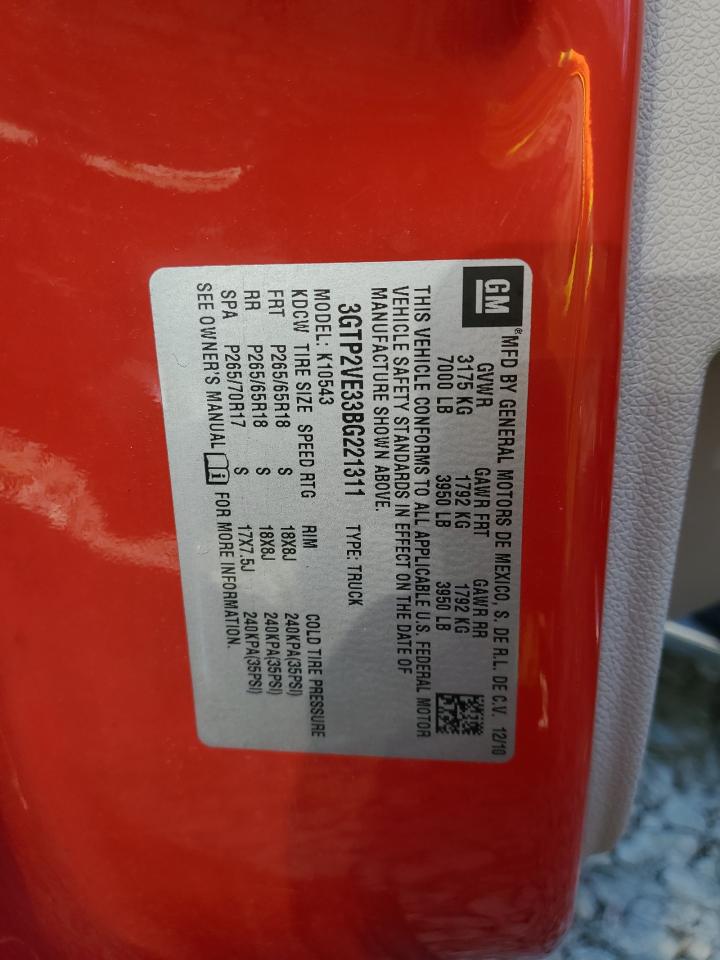 GM® MFD BY GENERAL MOTORS DE MEXICO, S. DE R.L. DE C.V. 12/10
GVWR GAWR FRT GAWR RR
3175 KG 1792 KG 1792 KG
7000 LB 3950 LB 3950 LB
THIS VEHICLE CONFORMS TO ALL APPLICABLE U.S. FEDERAL MOTOR
VEHICLE SAFETY STANDARDS IN EFFECT ON THE DATE OF
MANUFACTURE SHOWN ABOVE.
3GTP2VE33BG221311 TYPE: TRUCK
MODEL: K10543
KDCW TIRE SIZE SPEED RTG RIM COLD TIRE PRESSURE
FRT P265/65R18 S 18X8J 240KPA(35PSI)
RR P265/65R18 S 18X8J 240KPA(35PSI)
SPA P265/70R17 S 17X7.5J 240KPA(35PSI)
SEE OWNER'S MANUAL FOR MORE INFORMATION.